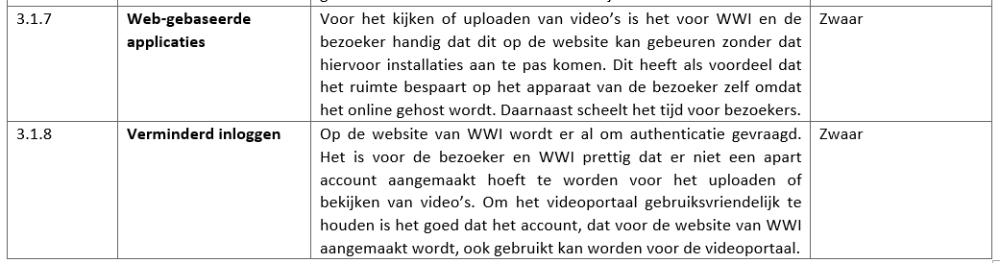 3.1.7 Web-gebaseerde Voor het kijken of uploaden van video’s is het voor WWI en de Zwaar
applicaties bezoeker handig dat dit op de website kan gebeuren zonder dat
hiervoor installaties aan te pas komen. Dit heeft als voordeel dat
het ruimte bespaart op het apparaat van de bezoeker zelf omdat
het online gehost wordt. Daarnaast scheelt het tijd voor bezoekers.
3.1.8 Verminderd inloggen Op de website van WWI wordt er al om authenticatie gevraagd. Zwaar
Het is voor de bezoeker en WWI prettig dat er niet een apart
account aangemaakt hoeft te worden voor het uploaden of
bekijken van video’s. Om het videoportaal gebruiksvriendelijk te
houden is het goed dat het account, dat voor de website van WWI
aangemaakt wordt, ook gebruikt kan worden voor de videoportal.